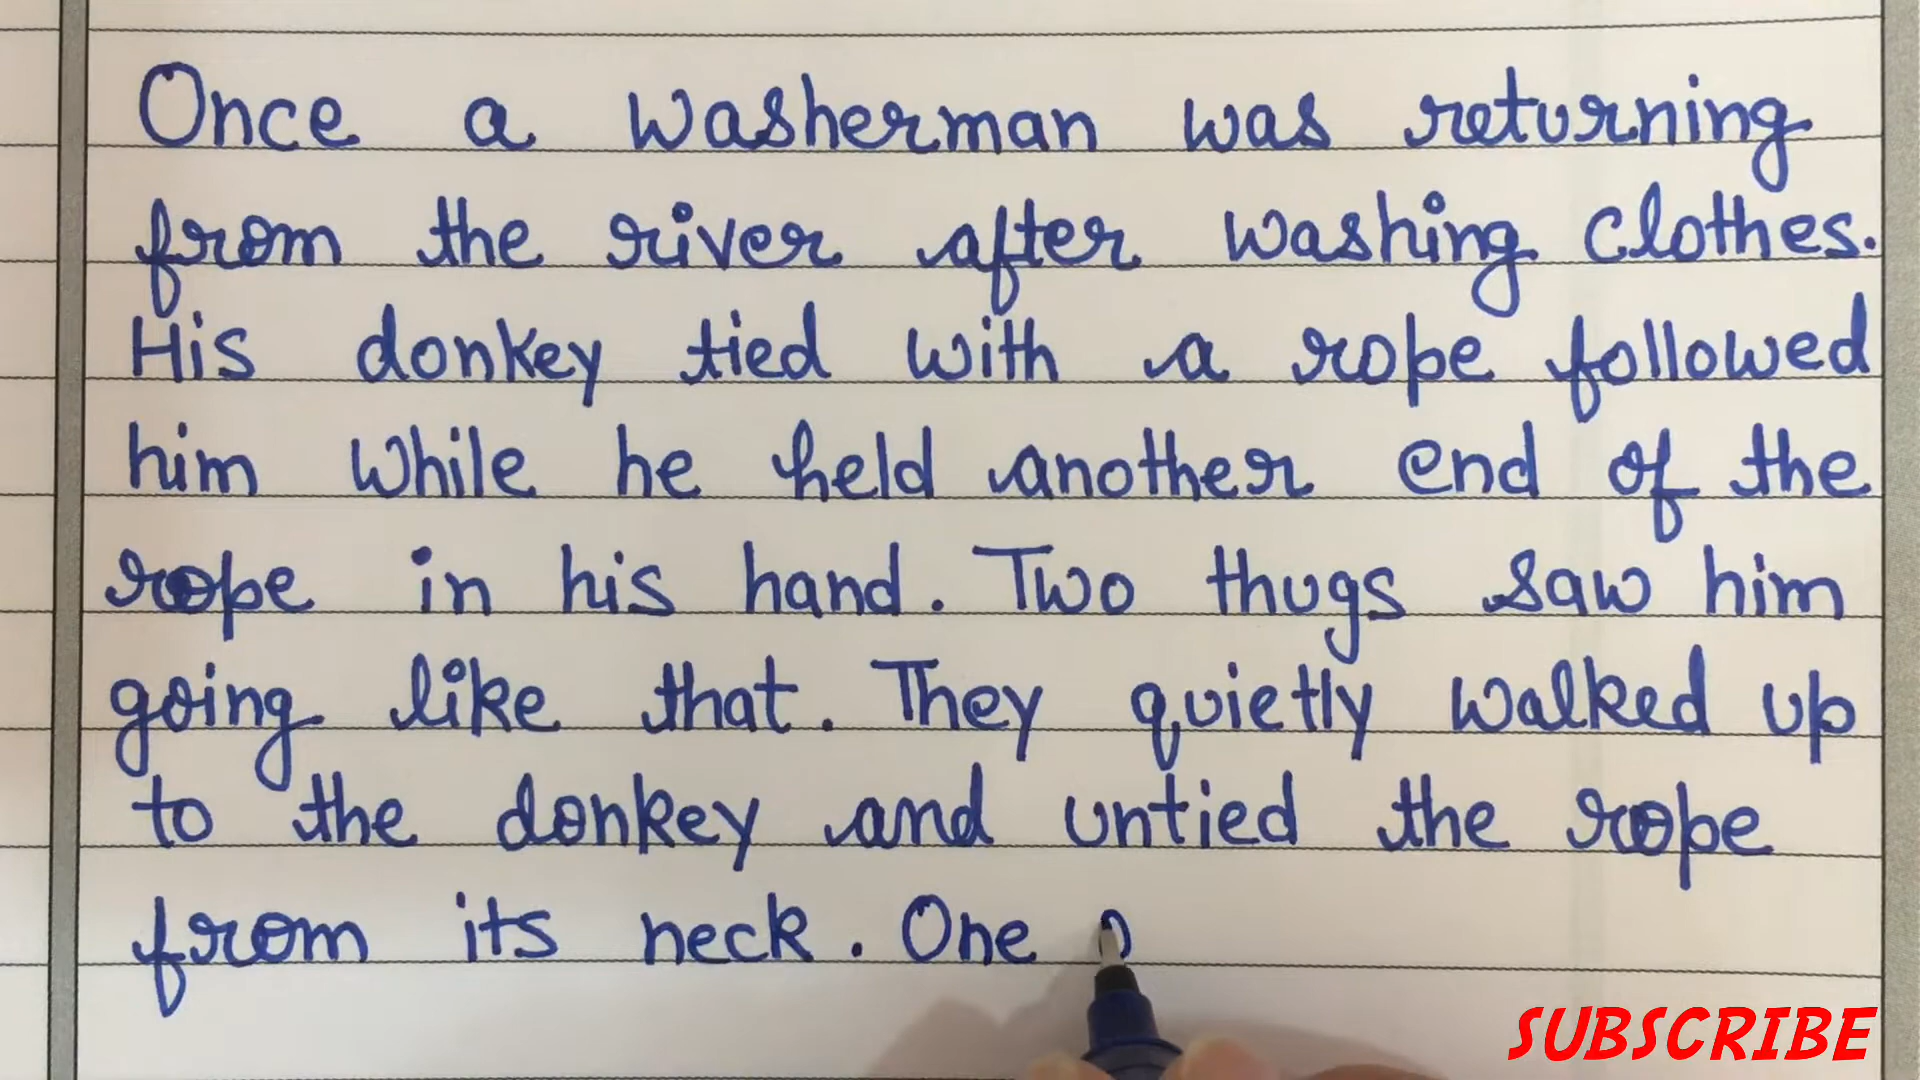 Once a washerman was returning
from the river after washing clothes.
His donkey tied with a rope followed
him while he held another end of the
rope in his hand. Two thugs saw him
going like that. They quietly walked up
to the donkey and untied the rope
from its neck. One
SUBSCRIBE